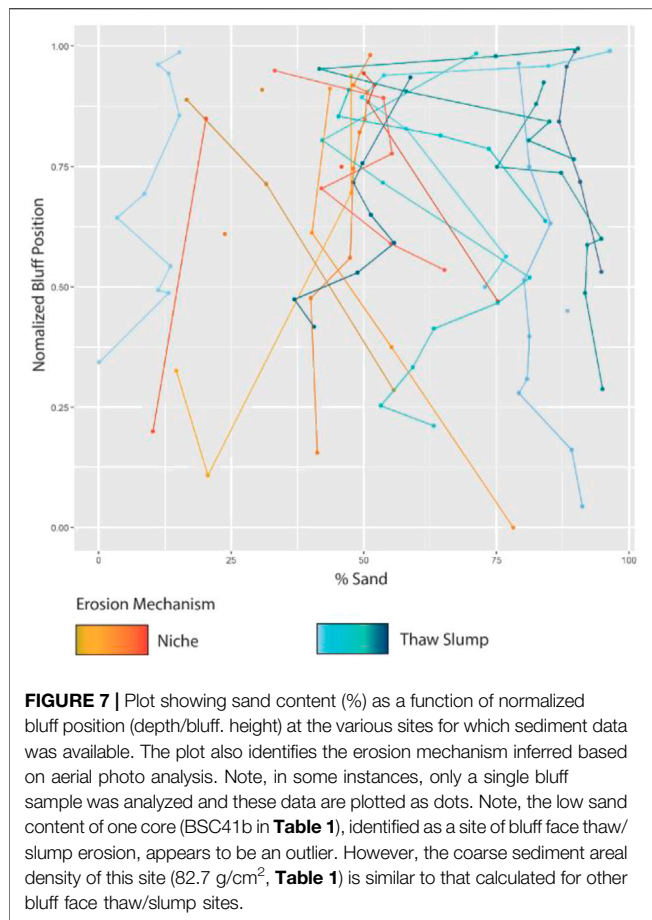 1.00
0.75
0.50
0.25
0.00
Nomalized Bluff Position
0
25
50
75
100
% Sand
Erosion Mechanism
Niche
Thaw Slump
FIGURE 7 | Plot showing sand content (%) as a function of normalized
bluff position (depth/bluff. height) at the various sites for which sediment data
was available. The plot also identifies the erosion mechanism inferred based
on aerial photo analysis. Note, in some instances, only a single bluff
sample was analyzed and these data are plotted as dots. Note, the low sand
content of one core (BSC41b in Table 1), identified as a site of bluff face thaw/
slump erosion, appears to be an outlier. However, the coarse sediment areal
density of this site (82.7 g/cm², Table 1) is similar to that calculated for other
bluff face thaw/slump sites.